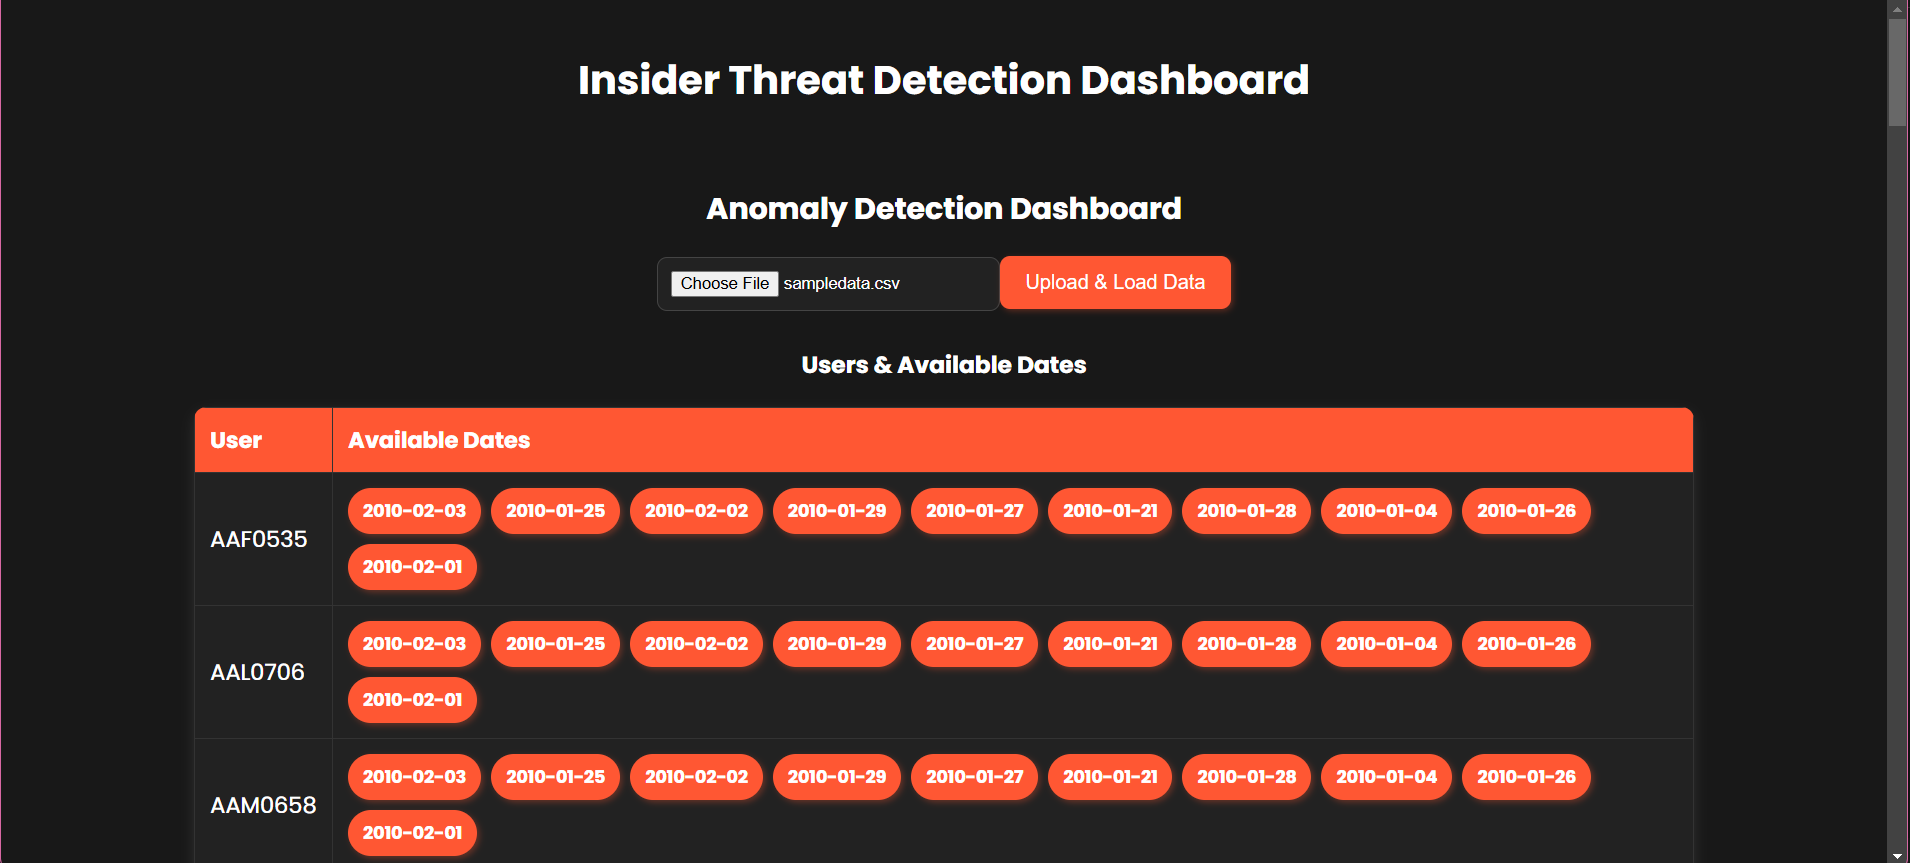 Insider Threat Detection Dashboard
Anomaly Detection Dashboard
Choose File sampledata.csv Upload & Load Data
Users & Available Dates
User Available Dates
AAF0535 2010-02-03 2010-01-25 2010-02-02 2010-01-29 2010-01-27 2010-01-21 2010-01-28 2010-01-04 2010-01-26
2010-02-01
AAL0706 2010-02-03 2010-01-25 2010-02-02 2010-01-29 2010-01-27 2010-01-21 2010-01-28 2010-01-04 2010-01-26
2010-02-01
AAM0658 2010-02-03 2010-01-25 2010-02-02 2010-01-29 2010-01-27 2010-01-21 2010-01-28 2010-01-04 2010-01-26
2010-02-01